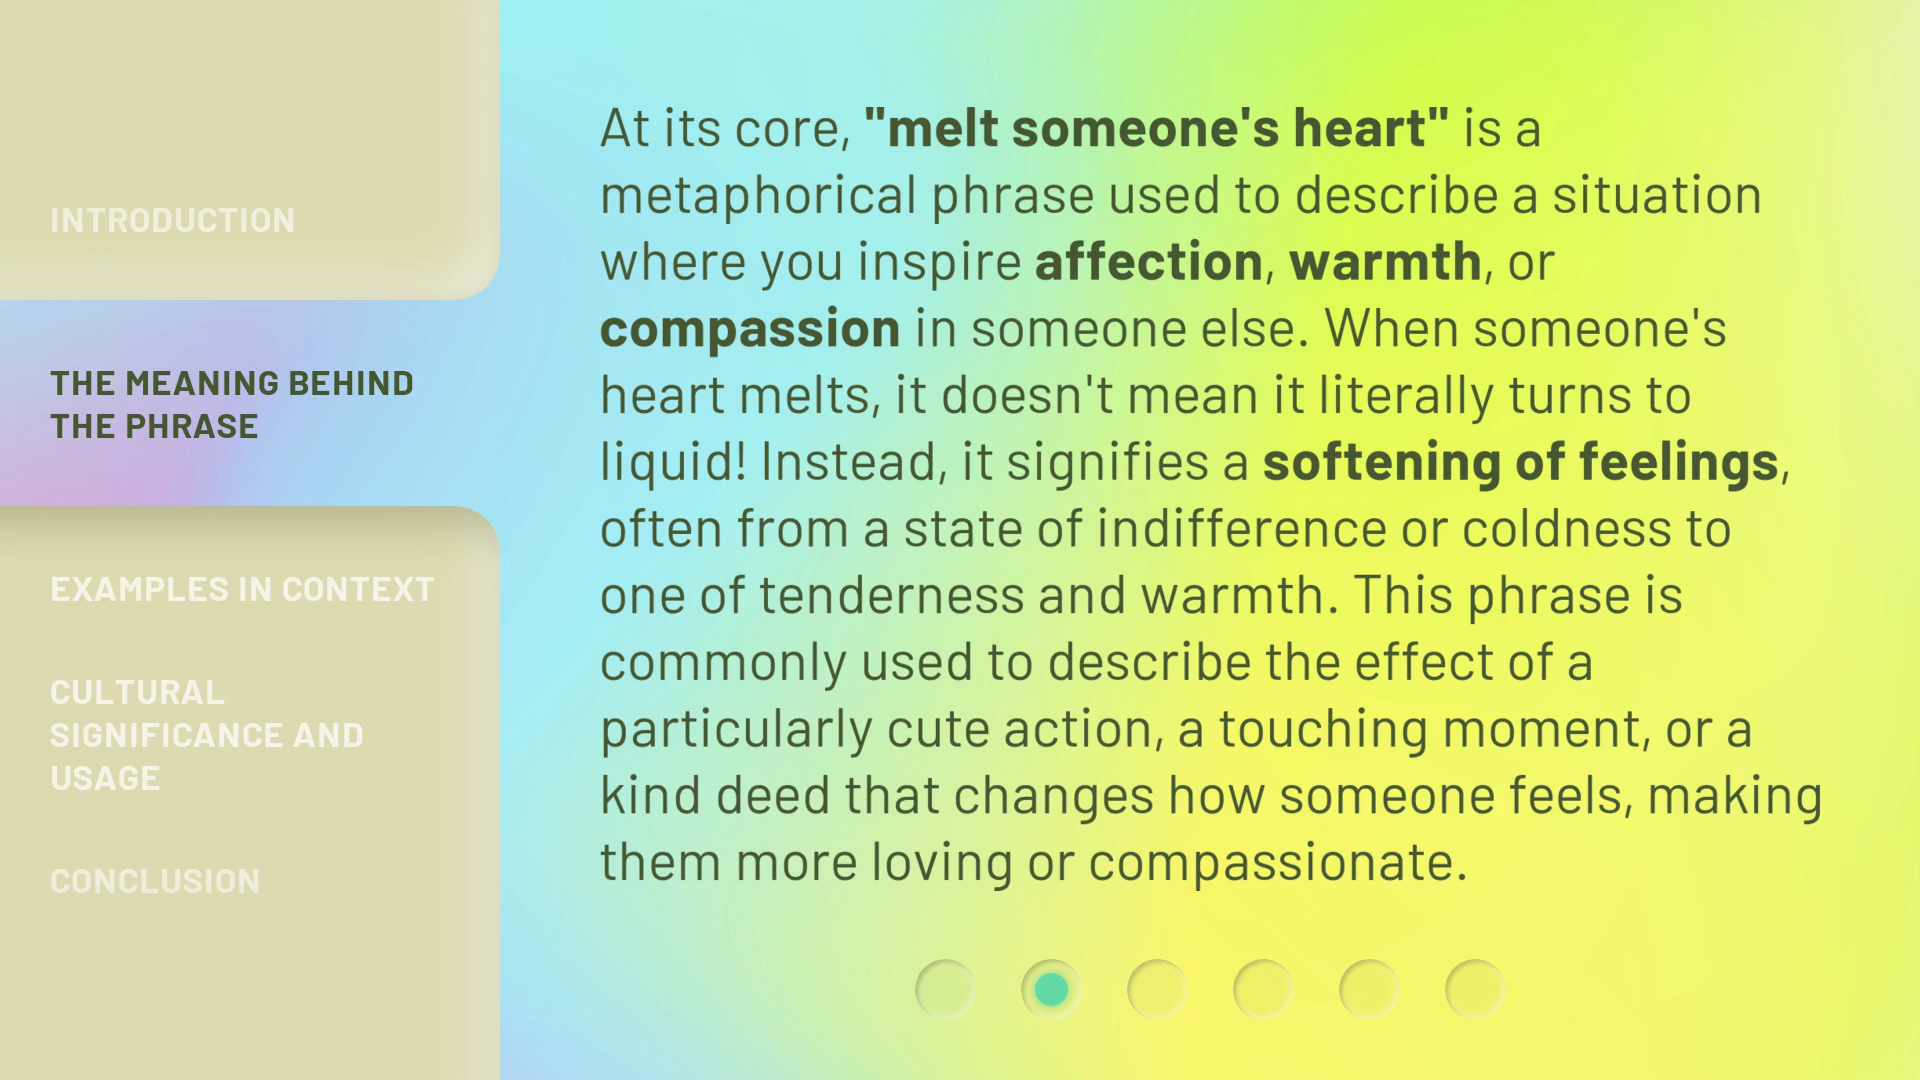 INTRODUCTION
THE MEANING BEHIND
THE PHRASE
EXAMPLES IN CONTEXT
CULTURAL
SIGNIFICANCE AND
USAGE
CONCLUSION
At its core, "melt someone's heart" is a
metaphorical phrase used to describe a situation
where you inspire affection, warmth, or
compassion in someone else. When someone's
heart melts, it doesn't mean it literally turns to
liquid! Instead, it signifies a softening of feelings,
often from a state of indifference or coldness to
one of tenderness and warmth. This phrase is
commonly used to describe the effect of a
particularly cute action, a touching moment, or a
kind deed that changes how someone feels, making
them more loving or compassionate.